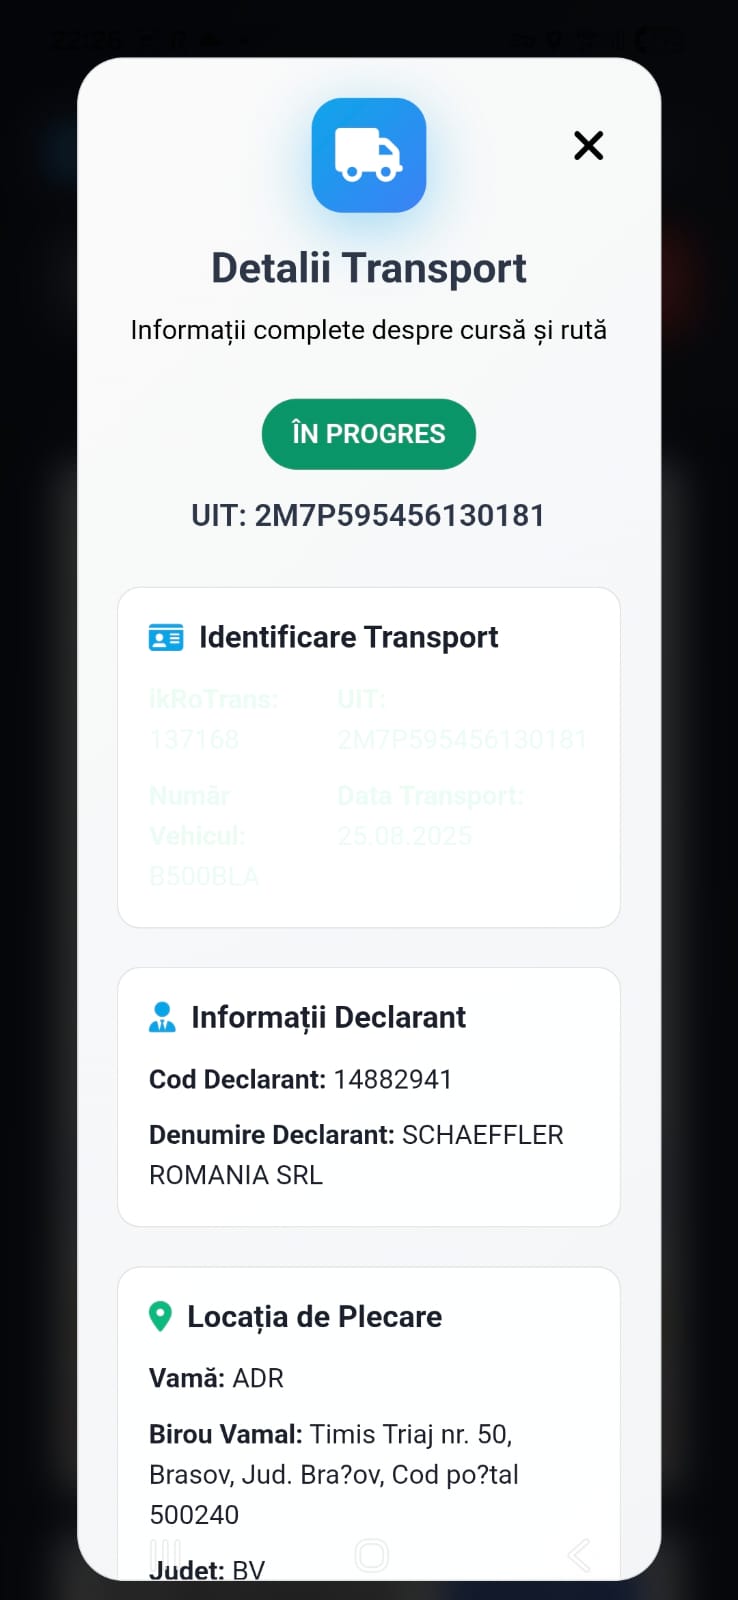 22:26
Detalii Transport
Informații complete despre cursă și rută
ÎN PROGRES
UIT: 2M7P595456130181
Identificare Transport
ikRoTrans:
137168
UIT:
2M7P595456130181
Număr
Vehicul:
B500BLA
Data Transport:
25.08.2025
Informații Declarant
Cod Declarant: 14882941
Denumire Declarant: SCHAEFFLER
ROMANIA SRL
Locația de Plecare
Vamă: ADR
Birou Vamal: Timis Triaj nr. 50,
Brasov, Jud. Bra?ov, Cod po?tal
500240
Judet: BV